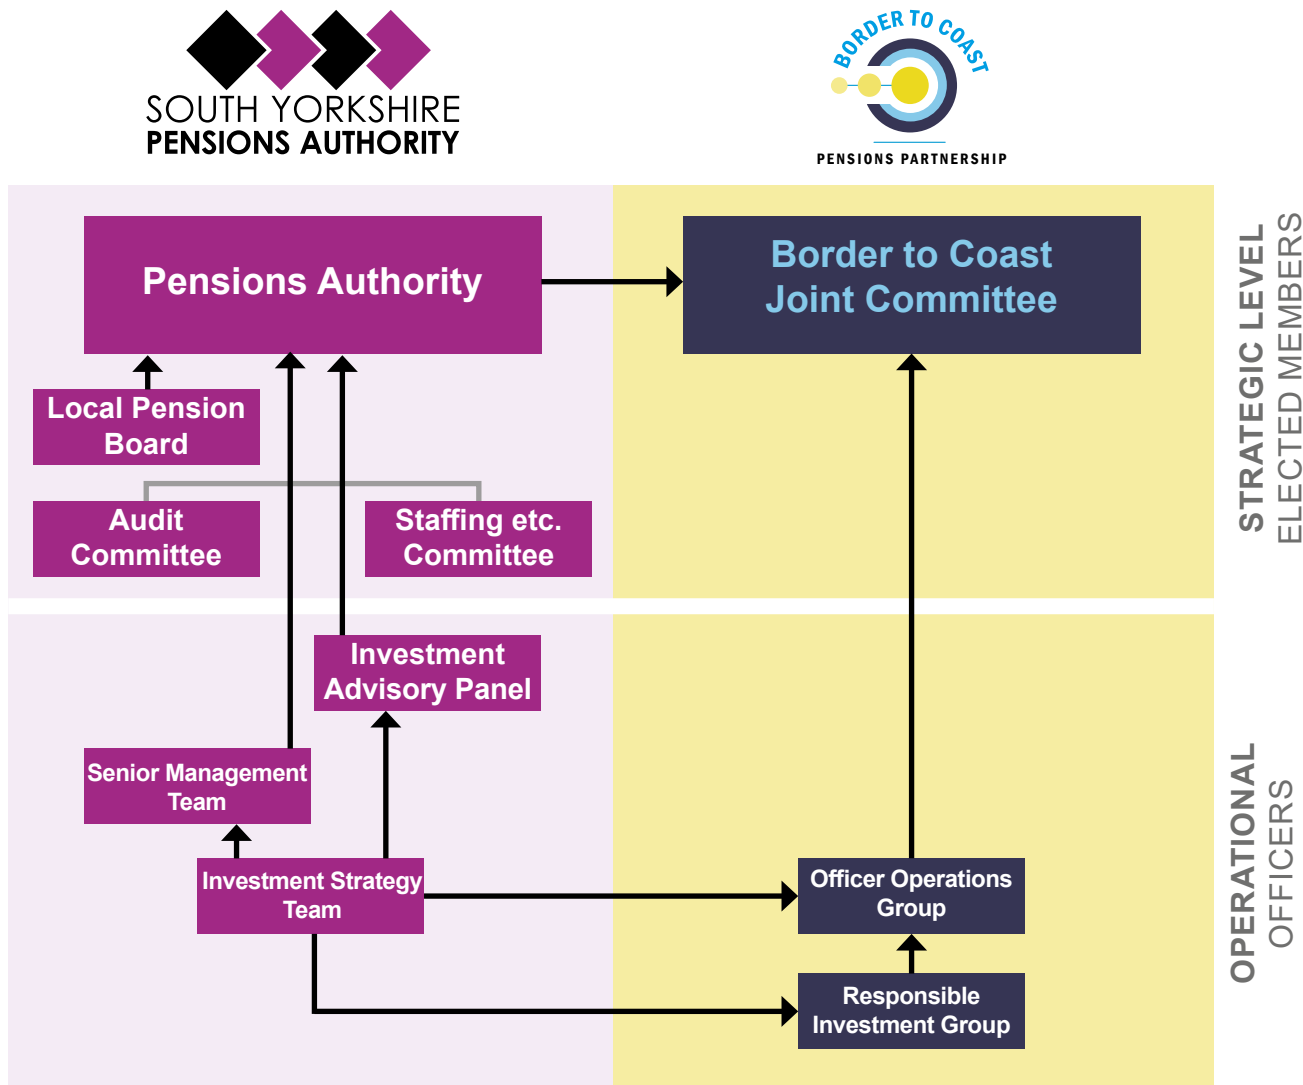 SOUTH YORKSHIRE
PENSIONS AUTHORITY
BORDER TO COAST
PENSIONS PARTNERSHIP
Pensions Authority
Border to Coast
Joint Committee
Local Pension
Board
Audit
Committee
Staffing etc.
Committee
STRATEGIC LEVEL
ELECTED MEMBERS
Investment
Advisory Panel
Senior Management
Team
Investment Strategy
Team
Officer Operations
Group
Responsible
Investment Group
OPERATIONAL
OFFICERS